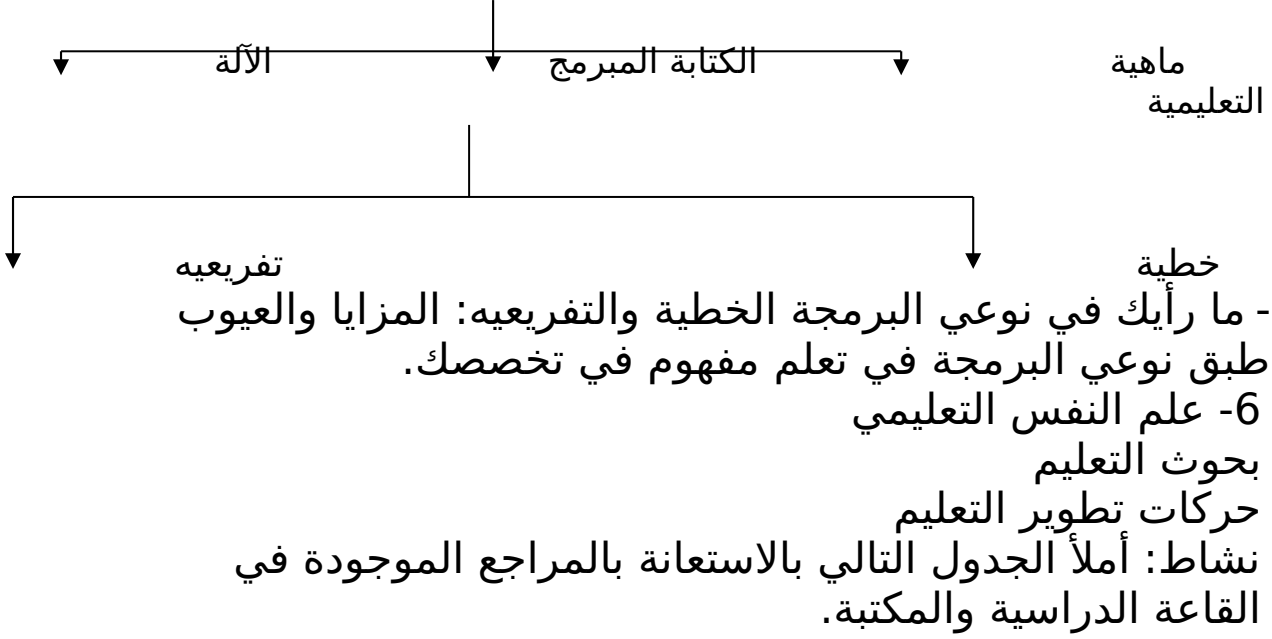 ماهية الكتابة المبرمج الآلة
التعليمية
خطية تفريعيه
- ما رأيك في نوعي البرمجة الخطية والتفريعيه: المزايا والعيوب
طبق نوعي البرمجة في تعلم مفهوم في تخصصك.
6- علم النفس التعليمي
بحوث التعليم
حركات تطوير التعليم
نشاط: أملأ الجدول التالي بالاستعانة بالمراجع الموجودة في
القاعة الدراسية والمكتبة.